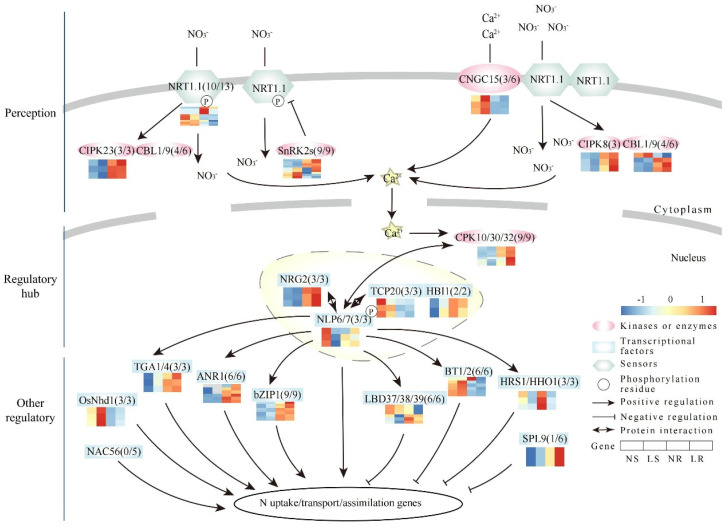 Perception
Regulatory
hub
Other
regulatory
NO₃⁻
NO₃⁻
Ca²⁺
Ca²⁺
NO₃⁻
NO₃⁻ NO₃⁻
NRT1.1(10/13)
P
NRT1.1
P
CNGC15(3/6)
NRT1.1
NRT1.1
CIPK23(3/3)
CBL1/9(4/6)
NO₃⁻
NO₃⁻
SnRK2s(9/9)
NO₃⁻
NO₃⁻
NO₃⁻
CIPK8(3)
CBL1/9(4/6)
Ca²⁺
Cytoplasm
Ca²⁺
CPK10/30/32(9/9)
Nucleus
NRG2(3/3)
TCP20(3/3)
HBI1(2/2)
NLP6/7(3/3)
P
TGA1/4(3/3)
ANR1(6/6)
BT1/2(6/6)
OsNhd1(3/3)
bZIP1(9/9)
LBD37/38/39(6/6)
HRS1/HHO1(3/3)
NAC56(0/5)
SPL9(1/6)
N uptake/transport/assimilation genes
-1 0 1
Kinases or enzymes
Transcriptional
factors
Sensors
Phosphorylation
residue
Positive regulation
Negative regulation
Protein interaction
Gene
NS LS NR LR